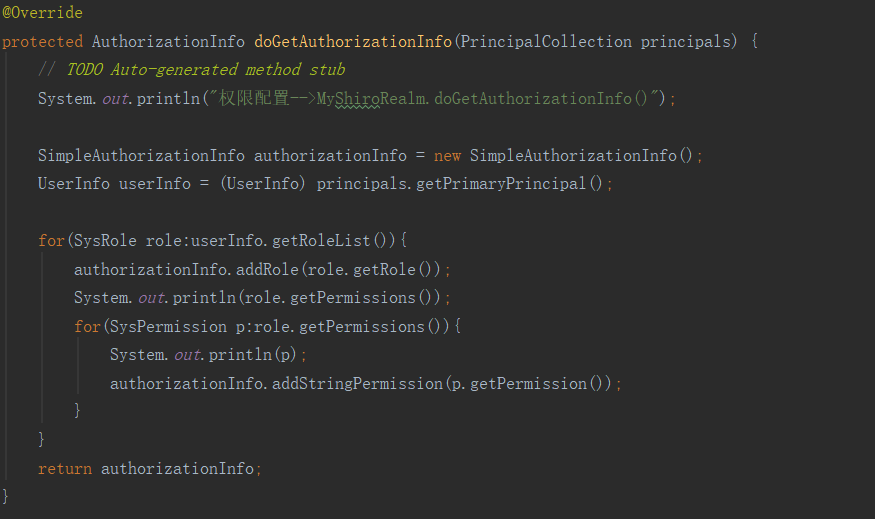 @Override
protected AuthorizationInfo doGetAuthorizationInfo(PrincipalCollection principals) {
// TODO Auto-generated method stub
System.out.println("权限配置-->MyShiroRealm.doGetAuthorizationInfo()");
SimpleAuthorizationInfo authorizationInfo = new SimpleAuthorizationInfo();
UserInfo userInfo = (UserInfo) principals.getPrimaryPrincipal();
for(SysRole role:userInfo.getRoleList()){
authorizationInfo.addRole(role.getRole());
System.out.println(role.getPermissions());
for(SysPermission p:role.getPermissions()){
System.out.println(p);
authorizationInfo.addStringPermission(p.getPermission());
}
}
return authorizationInfo;
}